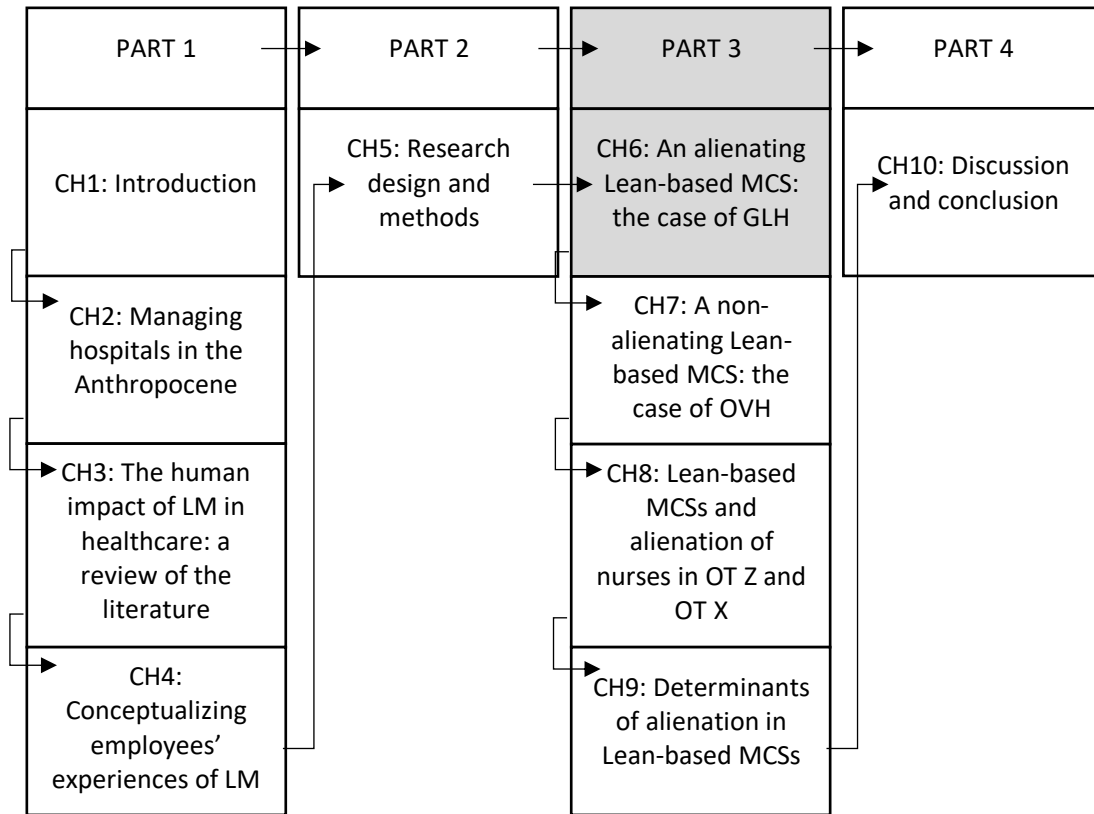 PART 1
PART 2
PART 3
PART 4
CH1: Introduction
CH2: Managing
hospitals in the
Anthropocene
CH3: The human
impact of LM in
healthcare: a
review of the
literature
CH4:
Conceptualizing
employees’
experiences of LM
CH5: Research
design and
methods
CH6: An alienating
Lean-based MCS:
the case of GLH
CH7: A non-
alienating Lean-
based MCS: the
case of OVH
CH8: Lean-based
MCSs and
alienation of
nurses in OT Z and
OT X
CH9: Determinants
of alienation in
Lean-based MCSs
CH10: Discussion
and conclusion